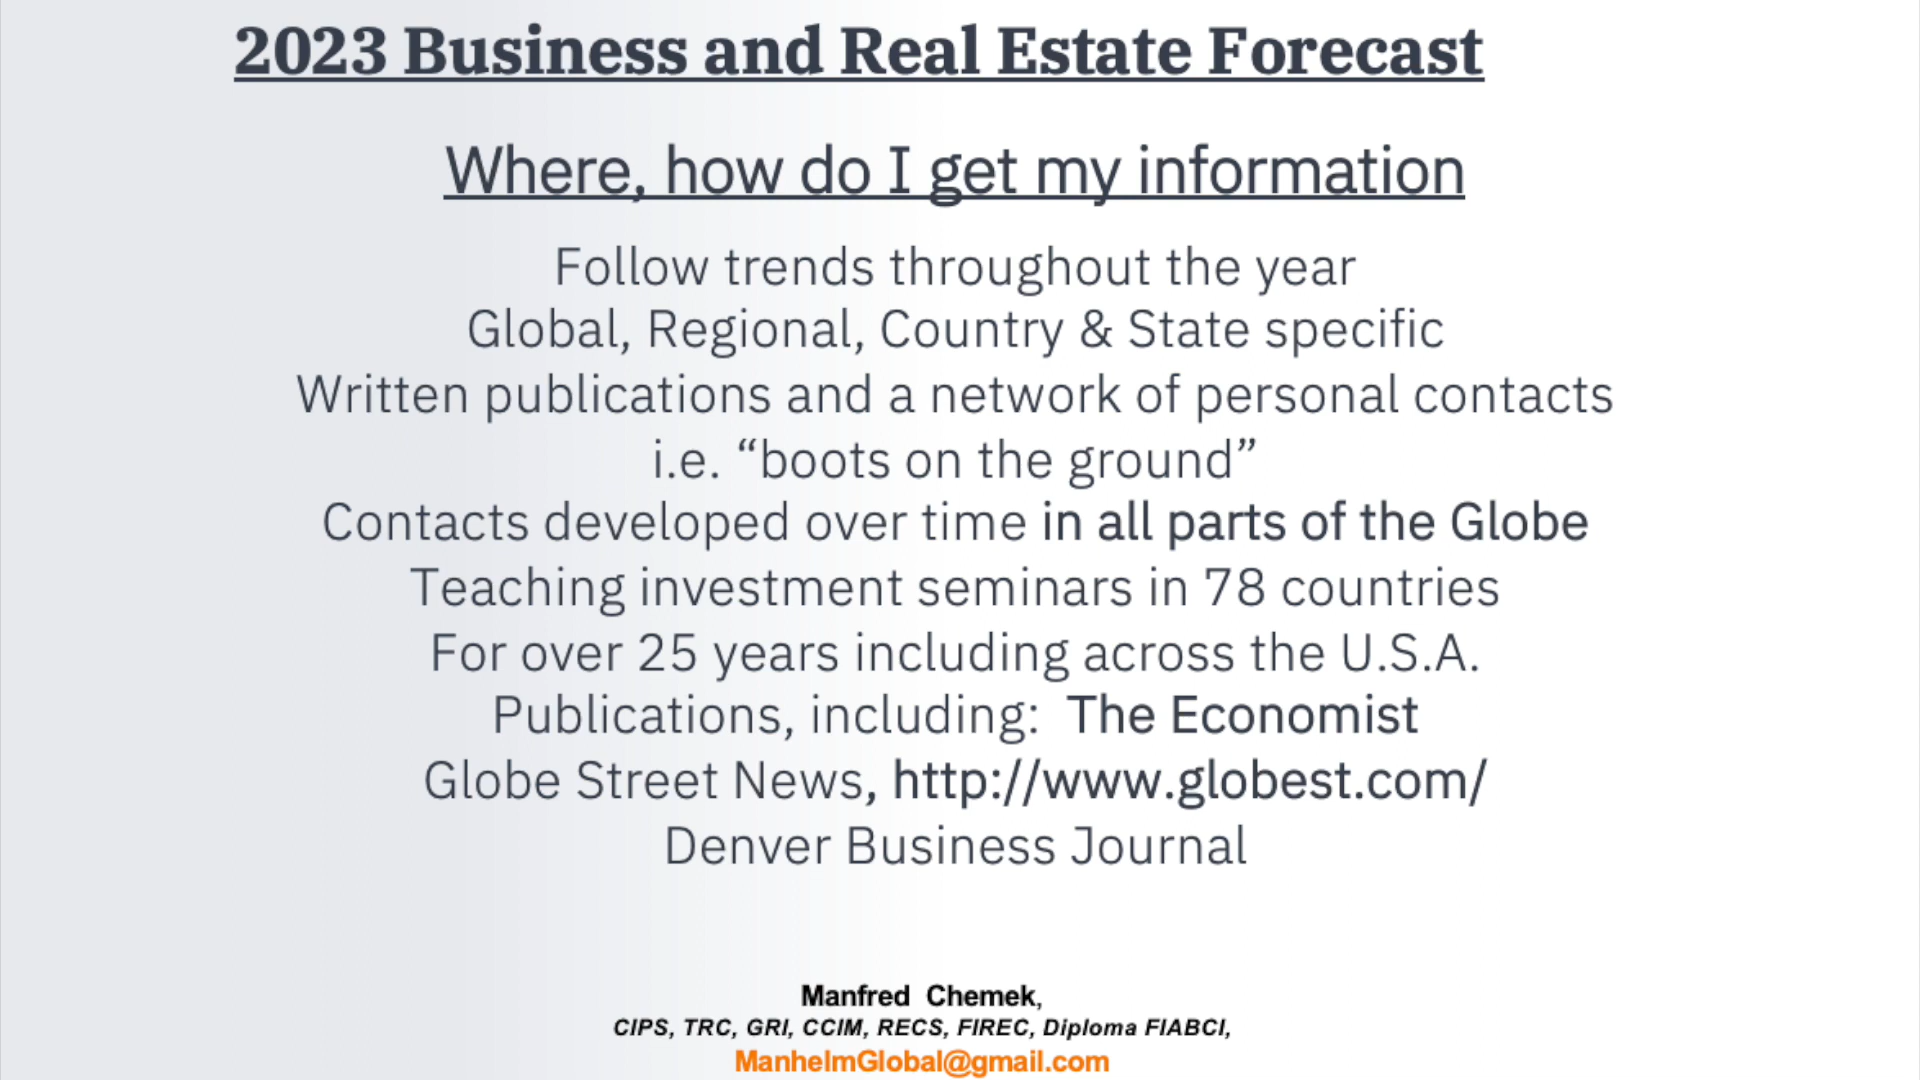 2023 Business and Real Estate Forecast
Where, how do I get my information
Follow trends throughout the year
Global, Regional, Country & State specific
Written publications and a network of personal contacts
i.e. “boots on the ground”
Contacts developed over time in all parts of the Globe
Teaching investment seminars in 78 countries
For over 25 years including across the U.S.A.
Publications, including: The Economist
Globe Street News, http://www.globest.com/
Denver Business Journal
Manfred Chemek,
CIPS, TRC, GRI, CCIM, RECS, FIREC, Diploma FIABCI,
ManhelmGlobal@gmail.com